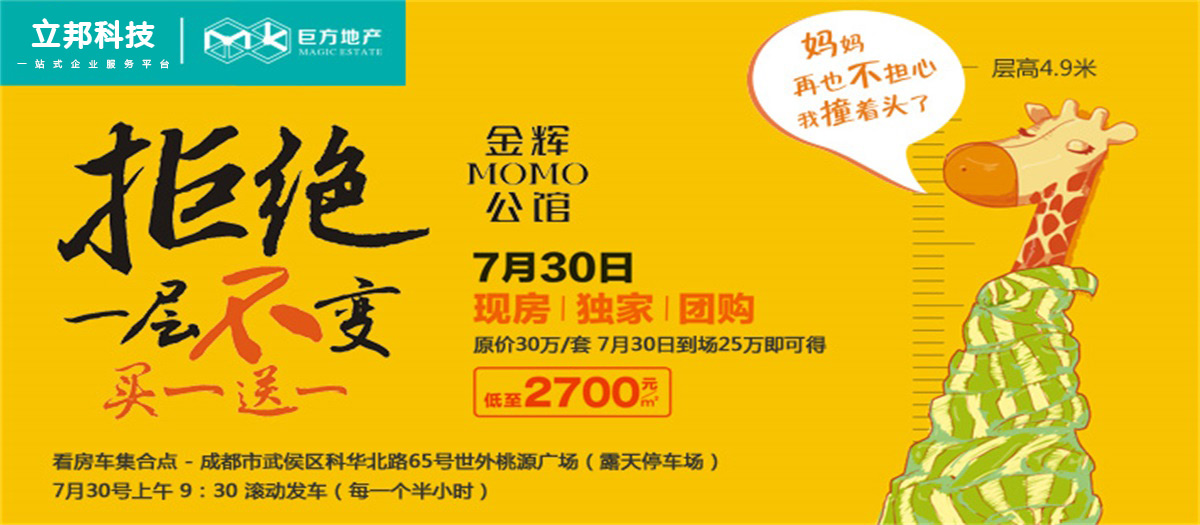 立邦科技
一站式企业服务平台
巨方地产
MAGIC ESTATE
妈妈
再也不担心
我撞着头了
层高4.9米
拒绝
一层不变
买一送一
金辉
MOMO
公馆
7月30日
现房 | 独家 | 团购
原价30万/套 7月30日到场25万即可得
低至2700元/㎡
看房车集合点 - 成都市武侯区科华北路65号世外桃源广场（露天停车场）
7月30号上午 9：30 滚动发车（每一个半小时）